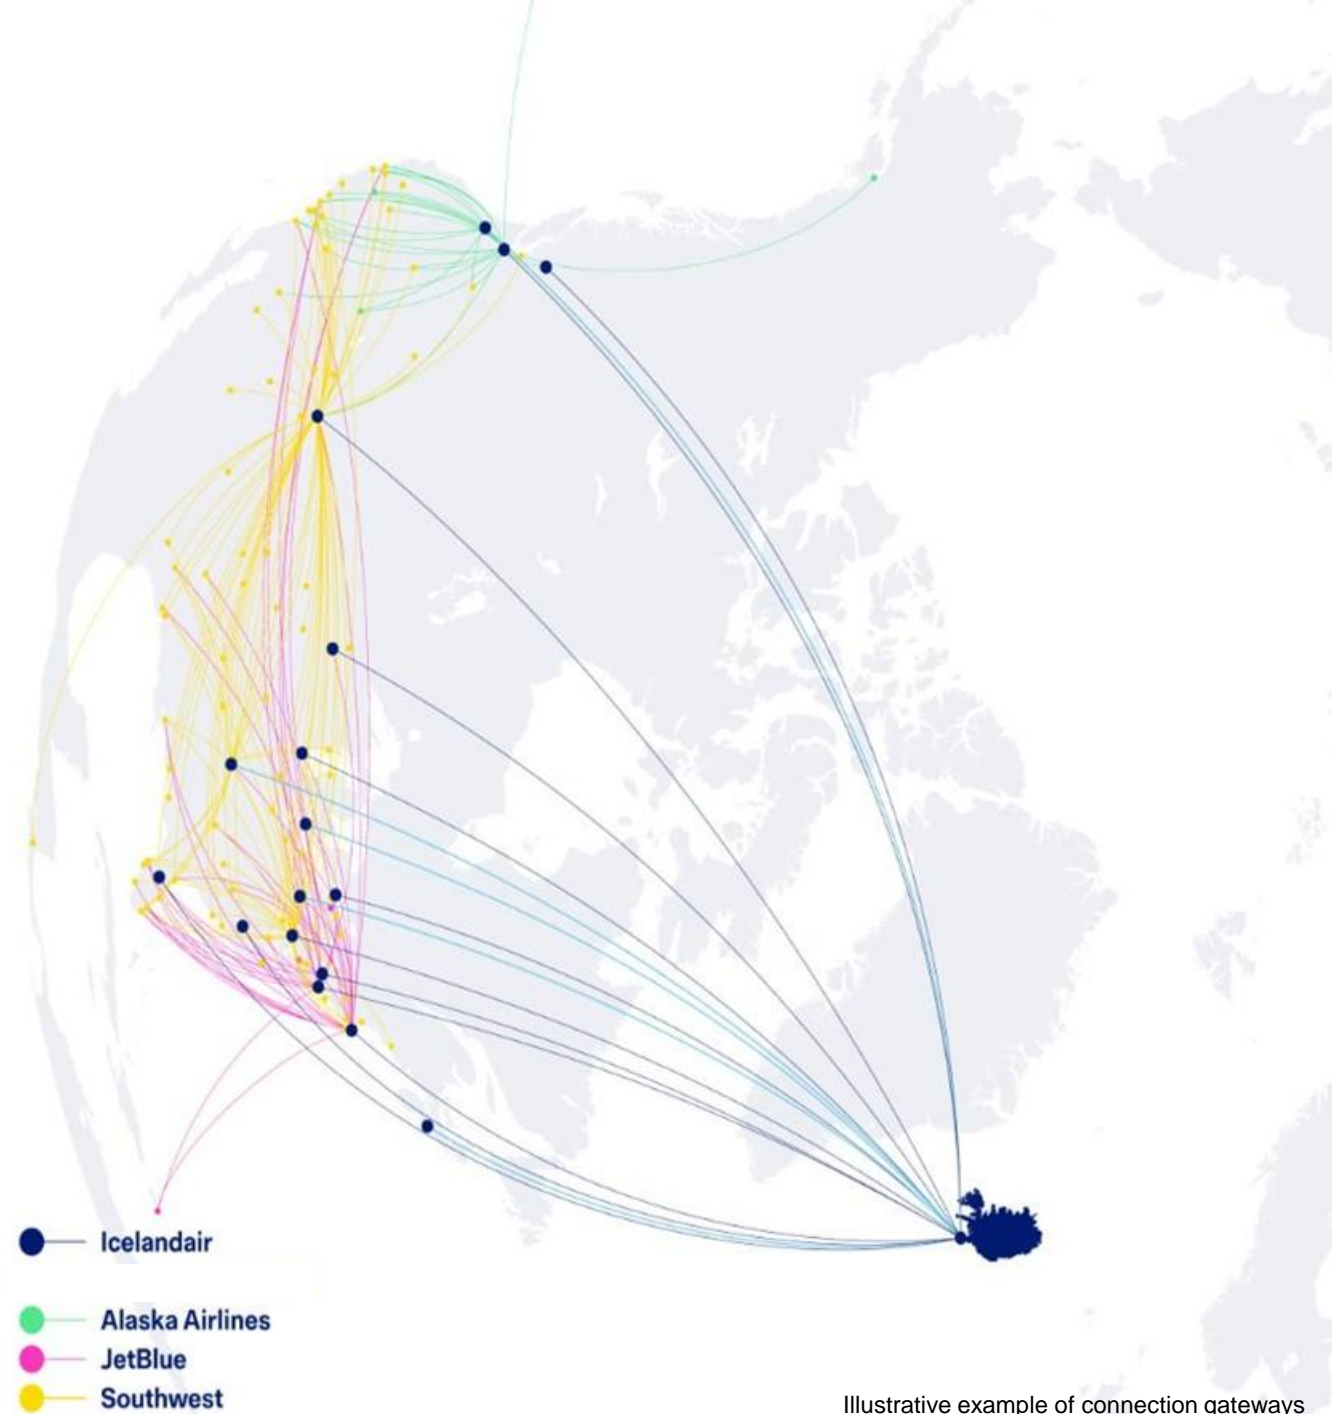 Icelandair
Alaska Airlines
JetBlue
Southwest
Illustrative example of connection gateways